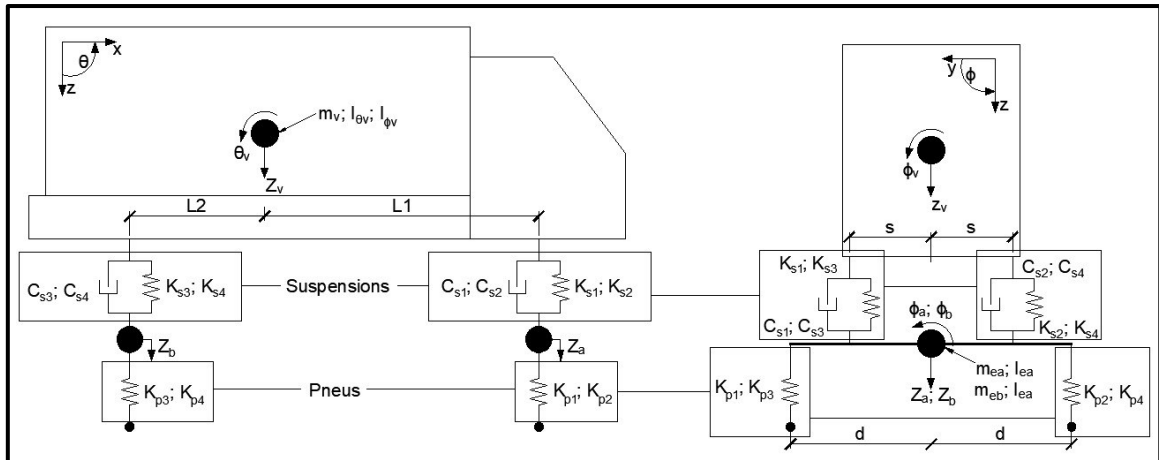 θ x
z
m_v; I_θv; I_ϕv
θ_v
Z_v
L2 L1
C_s3; C_s4 K_s3; K_s4 Suspensions C_s1; C_s2 K_s1; K_s2
Z_b Z_a
K_p3; K_p4 Pneus K_p1; K_p2
y ϕ
z
ϕ_v
z_v
s s
K_s1; K_s3 C_s2; C_s4
ϕ_a; ϕ_b
C_s1; C_s3 K_s2; K_s4
m_ea; I_ea
K_p1; K_p3 m_eb; I_ea K_p2; K_p4
Z_a; Z_b
d d